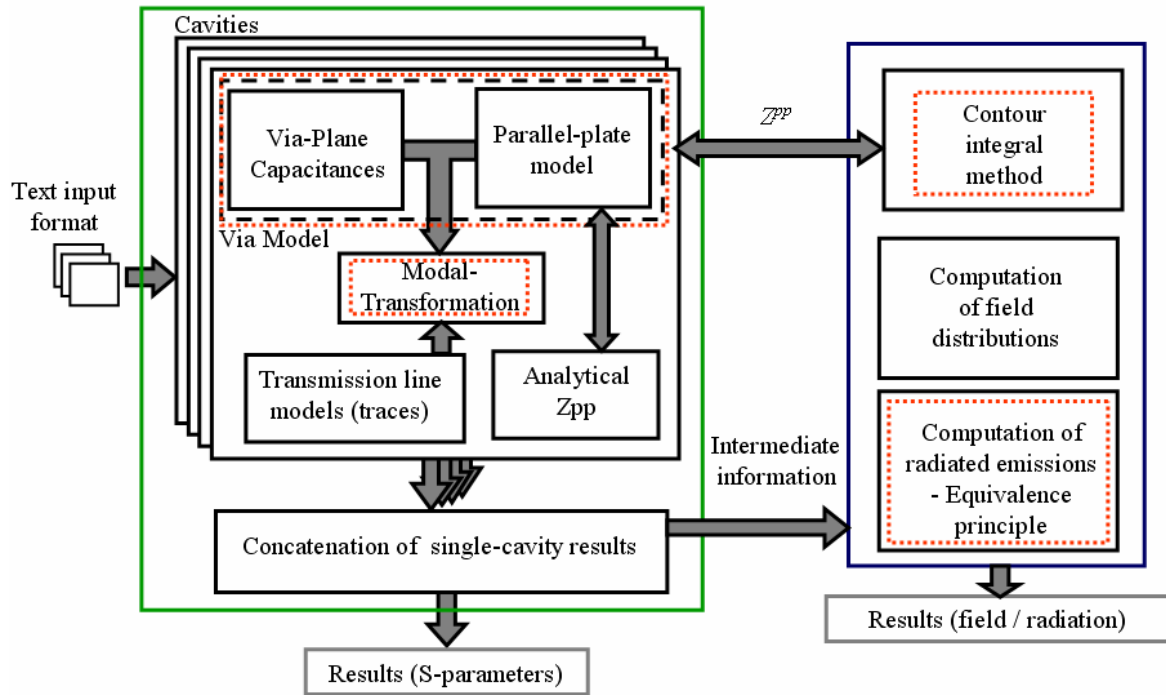 Cavities
Via-Plane
Capacitances
Parallel-plate
model
Via Model
Text input
format
Modal-
Transformation
Transmission line
models (traces)
Analytical
Zpp
Concatenation of single-cavity results
Results (S-parameters)
Zpp
Intermediate
information
Contour
integral
method
Computation
of field
distributions
Computation of
radiated emissions
- Equivalence
principle
Results (field / radiation)